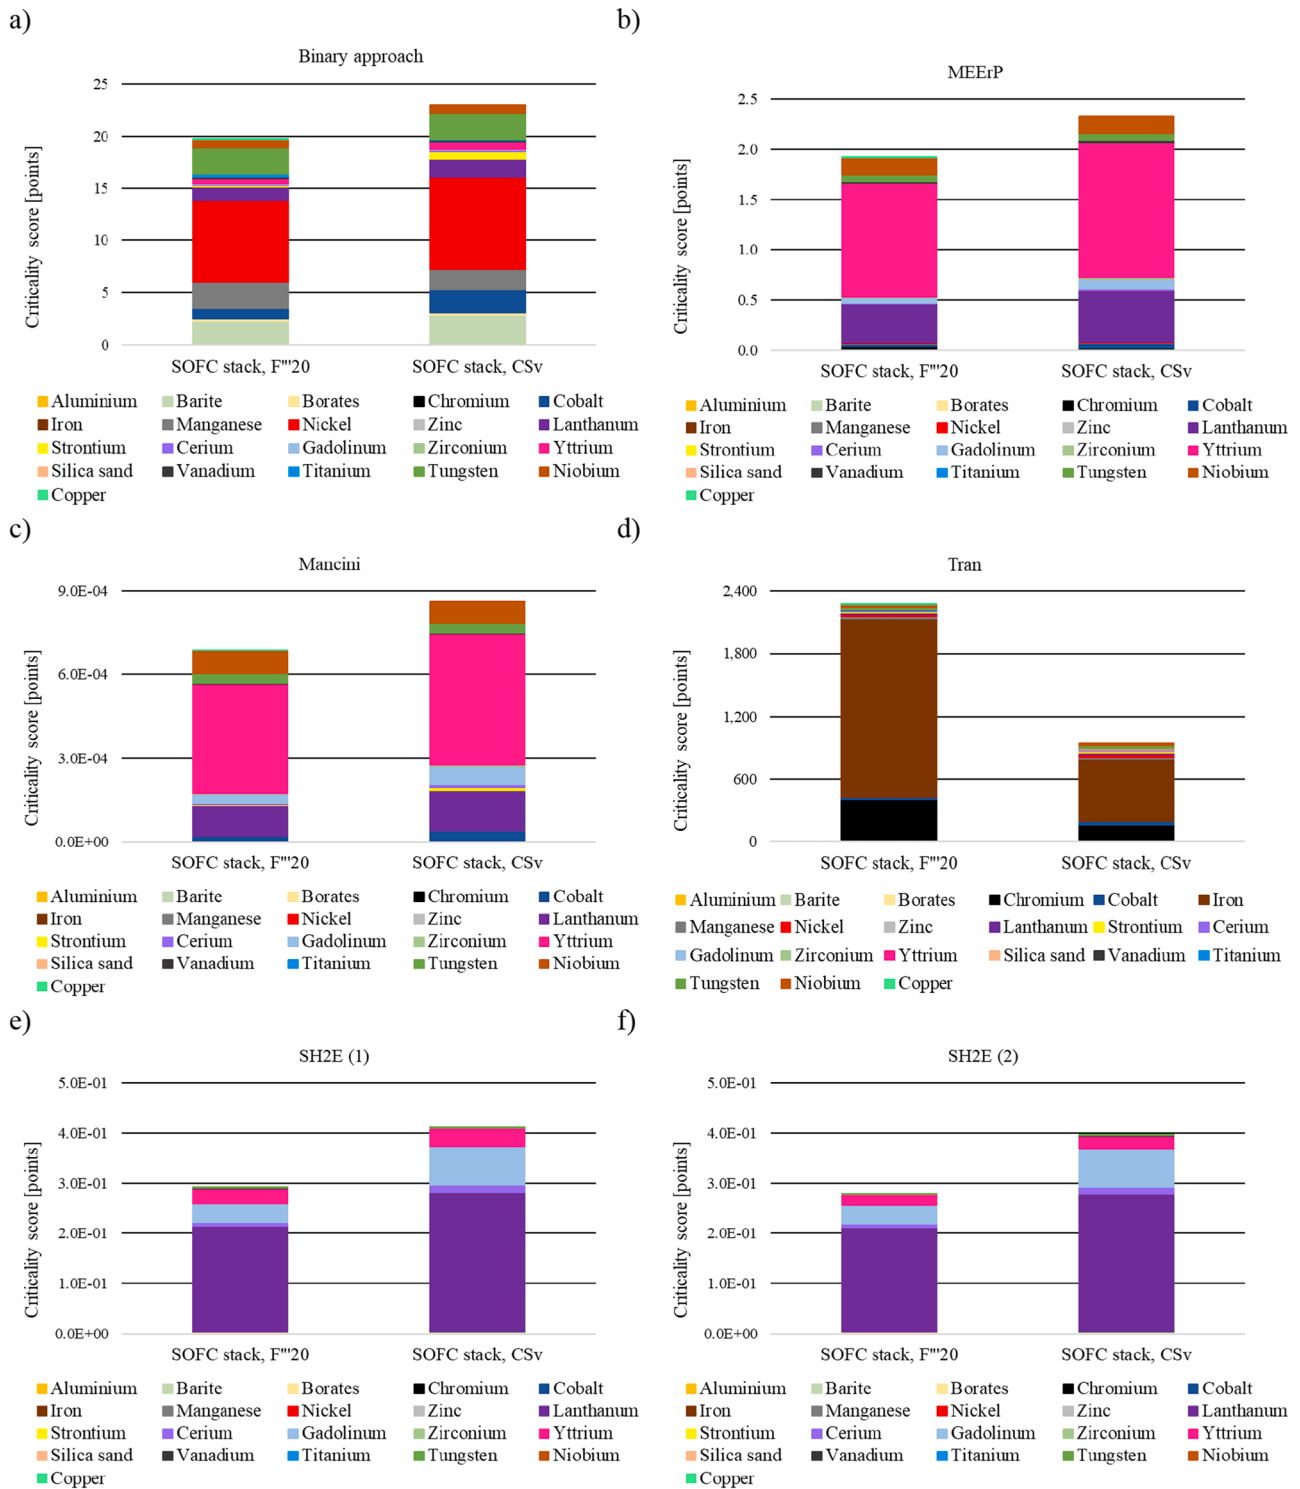 a)
Binary approach
Criticality score [points]
25
20
15
10
5
0
SOFC stack, F'''20
SOFC stack, CSv
Aluminium Barite Borates Chromium Cobalt
Iron Manganese Nickel Zinc Lanthanum
Strontium Cerium Gadolinum Zirconium Yttrium
Silica sand Vanadium Titanium Tungsten Niobium
Copper
b)
MEErP
Criticality score [points]
2.5
2.0
1.5
1.0
0.5
0.0
SOFC stack, F'''20
SOFC stack, CSv
Aluminium Barite Borates Chromium Cobalt
Iron Manganese Nickel Zinc Lanthanum
Strontium Cerium Gadolinum Zirconium Yttrium
Silica sand Vanadium Titanium Tungsten Niobium
Copper
c)
Mancini
Criticality score [points]
9.0E-04
6.0E-04
3.0E-04
0.0E+00
SOFC stack, F'''20
SOFC stack, CSv
Aluminium Barite Borates Chromium Cobalt
Iron Manganese Nickel Zinc Lanthanum
Strontium Cerium Gadolinum Zirconium Yttrium
Silica sand Vanadium Titanium Tungsten Niobium
Copper
d)
Tran
Criticality score [points]
2,400
1,800
1,200
600
0
SOFC stack, F'''20
SOFC stack, CSv
Aluminium Barite Borates Chromium Cobalt Iron
Manganese Nickel Zinc Lanthanum Strontium Cerium
Gadolinum Zirconium Yttrium Silica sand Vanadium Titanium
Tungsten Niobium Copper
e)
SH2E (1)
Criticality score [points]
5.0E-01
4.0E-01
3.0E-01
2.0E-01
1.0E-01
0.0E+00
SOFC stack, F'''20
SOFC stack, CSv
Aluminium Barite Borates Chromium Cobalt
Iron Manganese Nickel Zinc Lanthanum
Strontium Cerium Gadolinum Zirconium Yttrium
Silica sand Vanadium Titanium Tungsten Niobium
Copper
f)
SH2E (2)
Criticality score [points]
5.0E-01
4.0E-01
3.0E-01
2.0E-01
1.0E-01
0.0E+00
SOFC stack, F'''20
SOFC stack, CSv
Aluminium Barite Borates Chromium Cobalt
Iron Manganese Nickel Zinc Lanthanum
Strontium Cerium Gadolinum Zirconium Yttrium
Silica sand Vanadium Titanium Tungsten Niobium
Copper